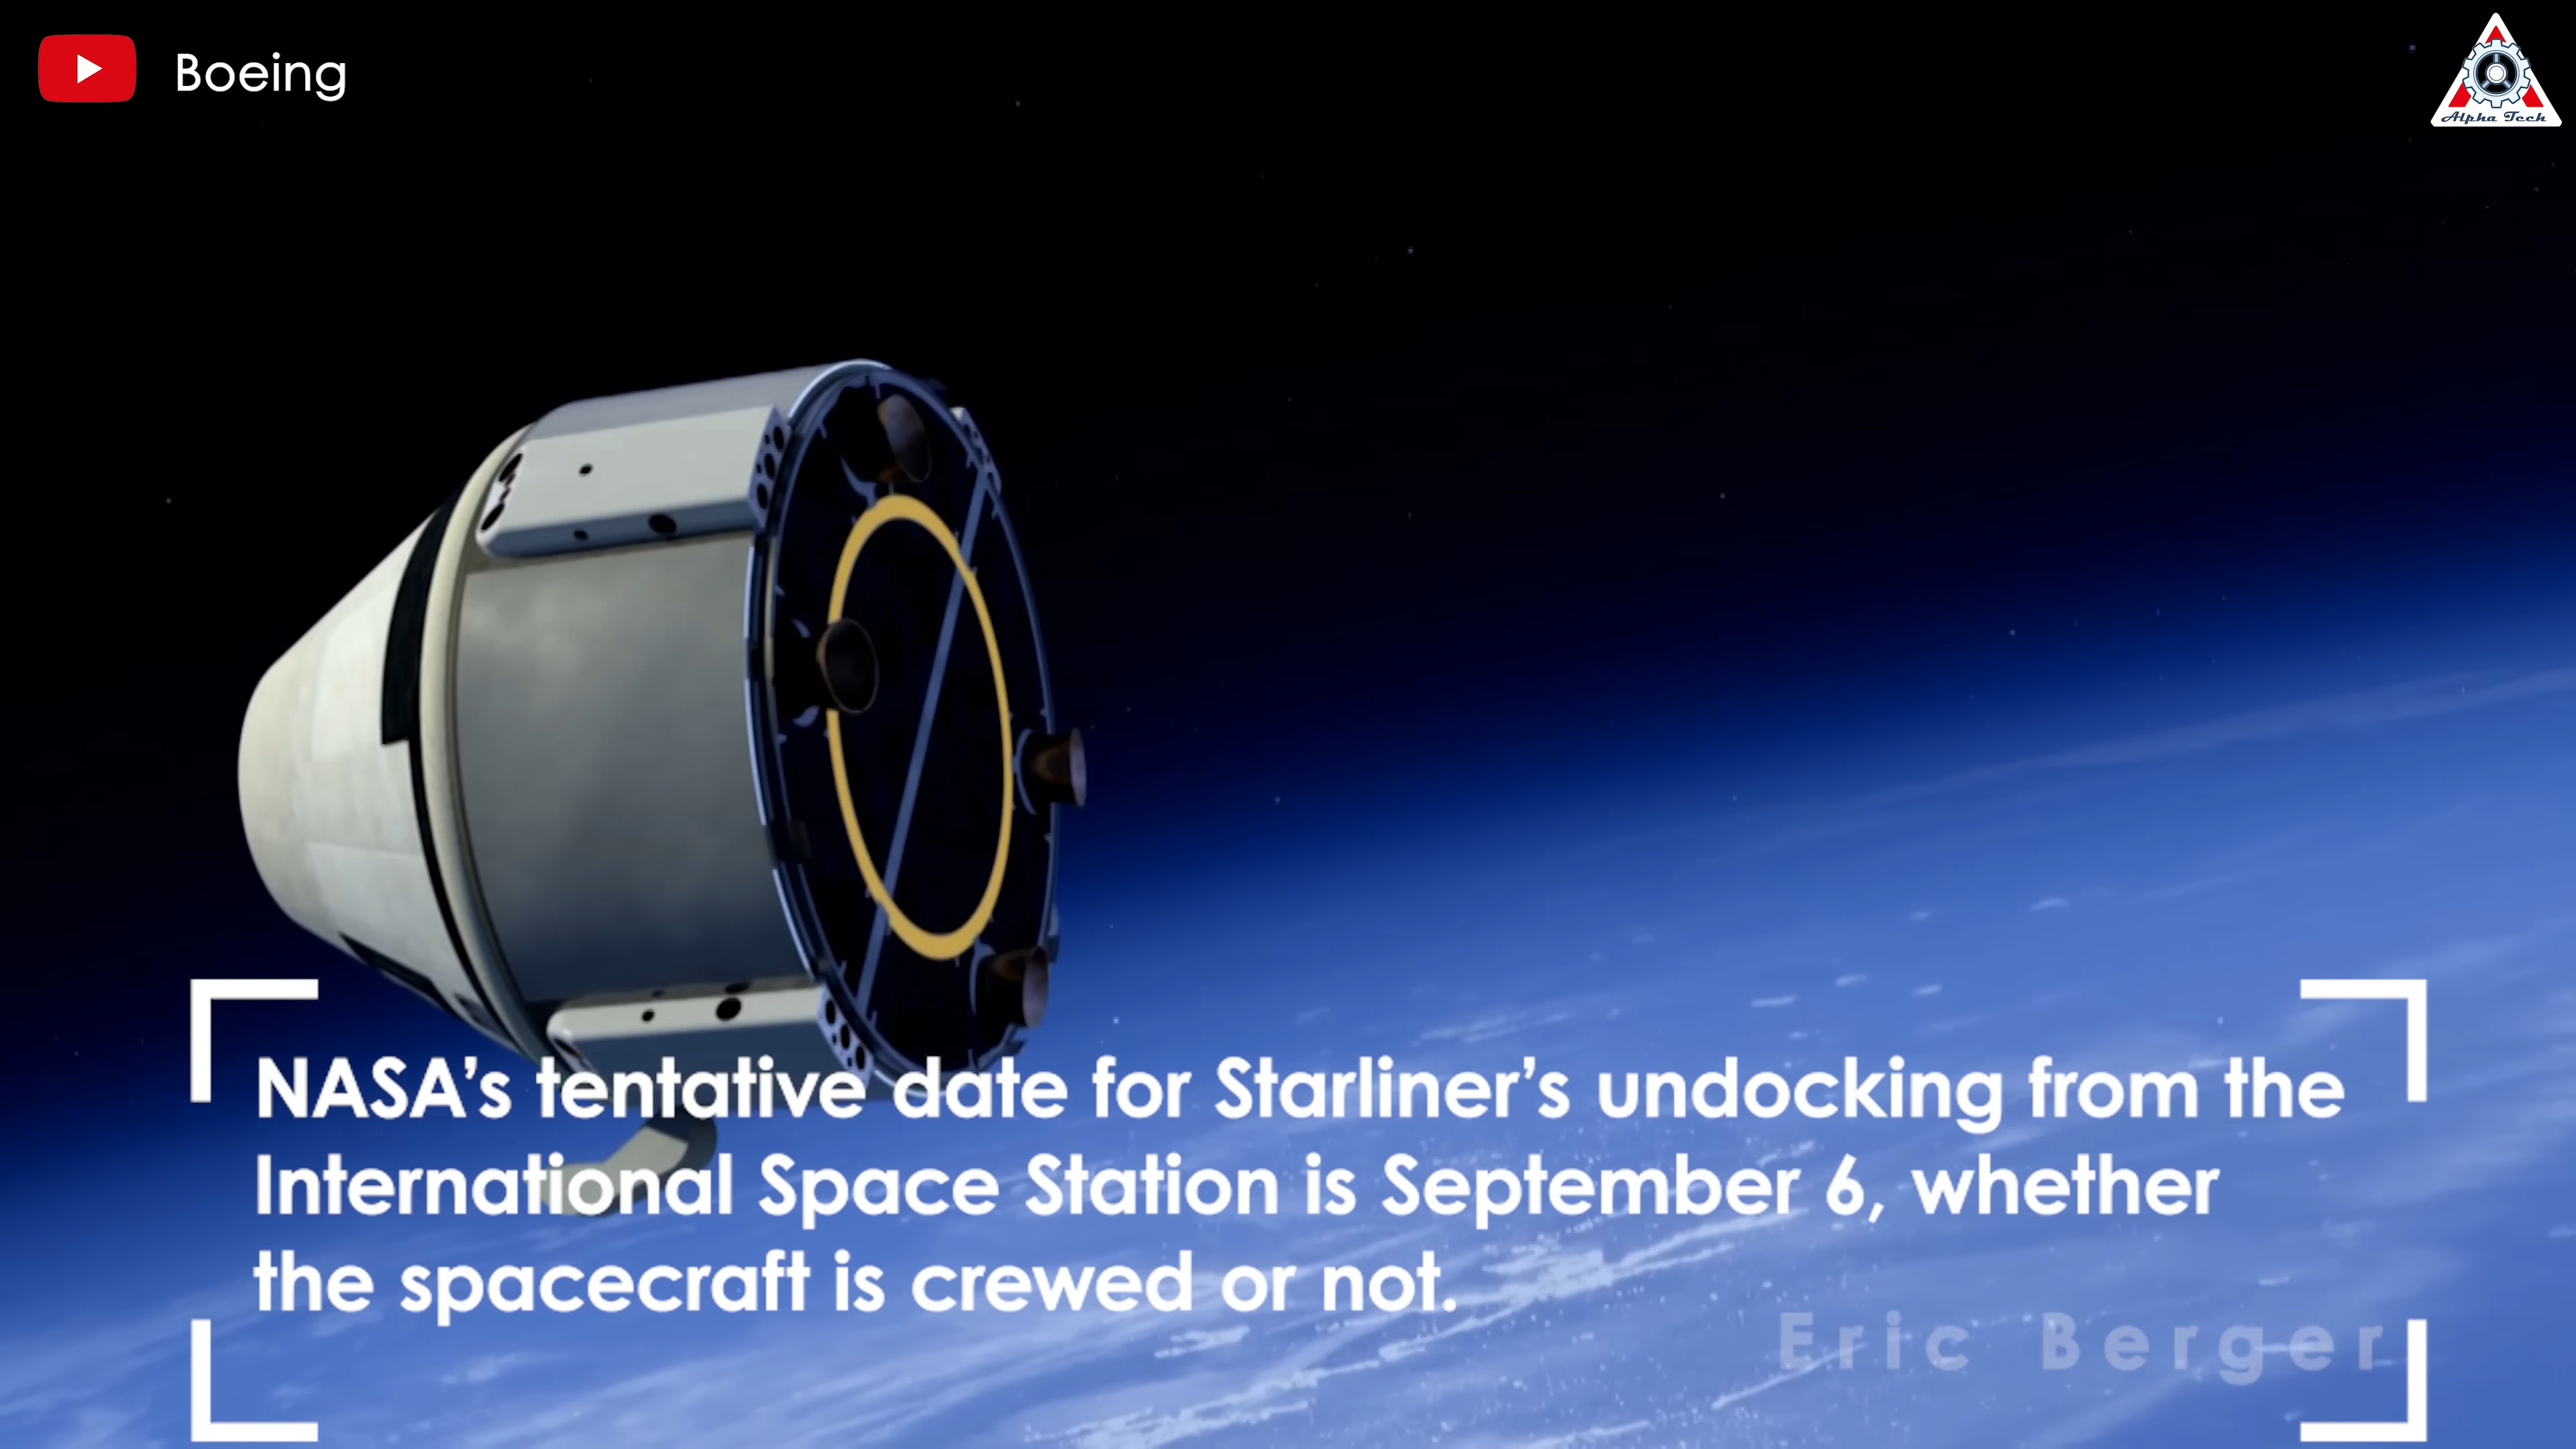 Boeing
Alpha Tech
NASA's tentative date for Starliner's undocking from the
International Space Station is September 6, whether
the spacecraft is crewed or not.
Eric Berger